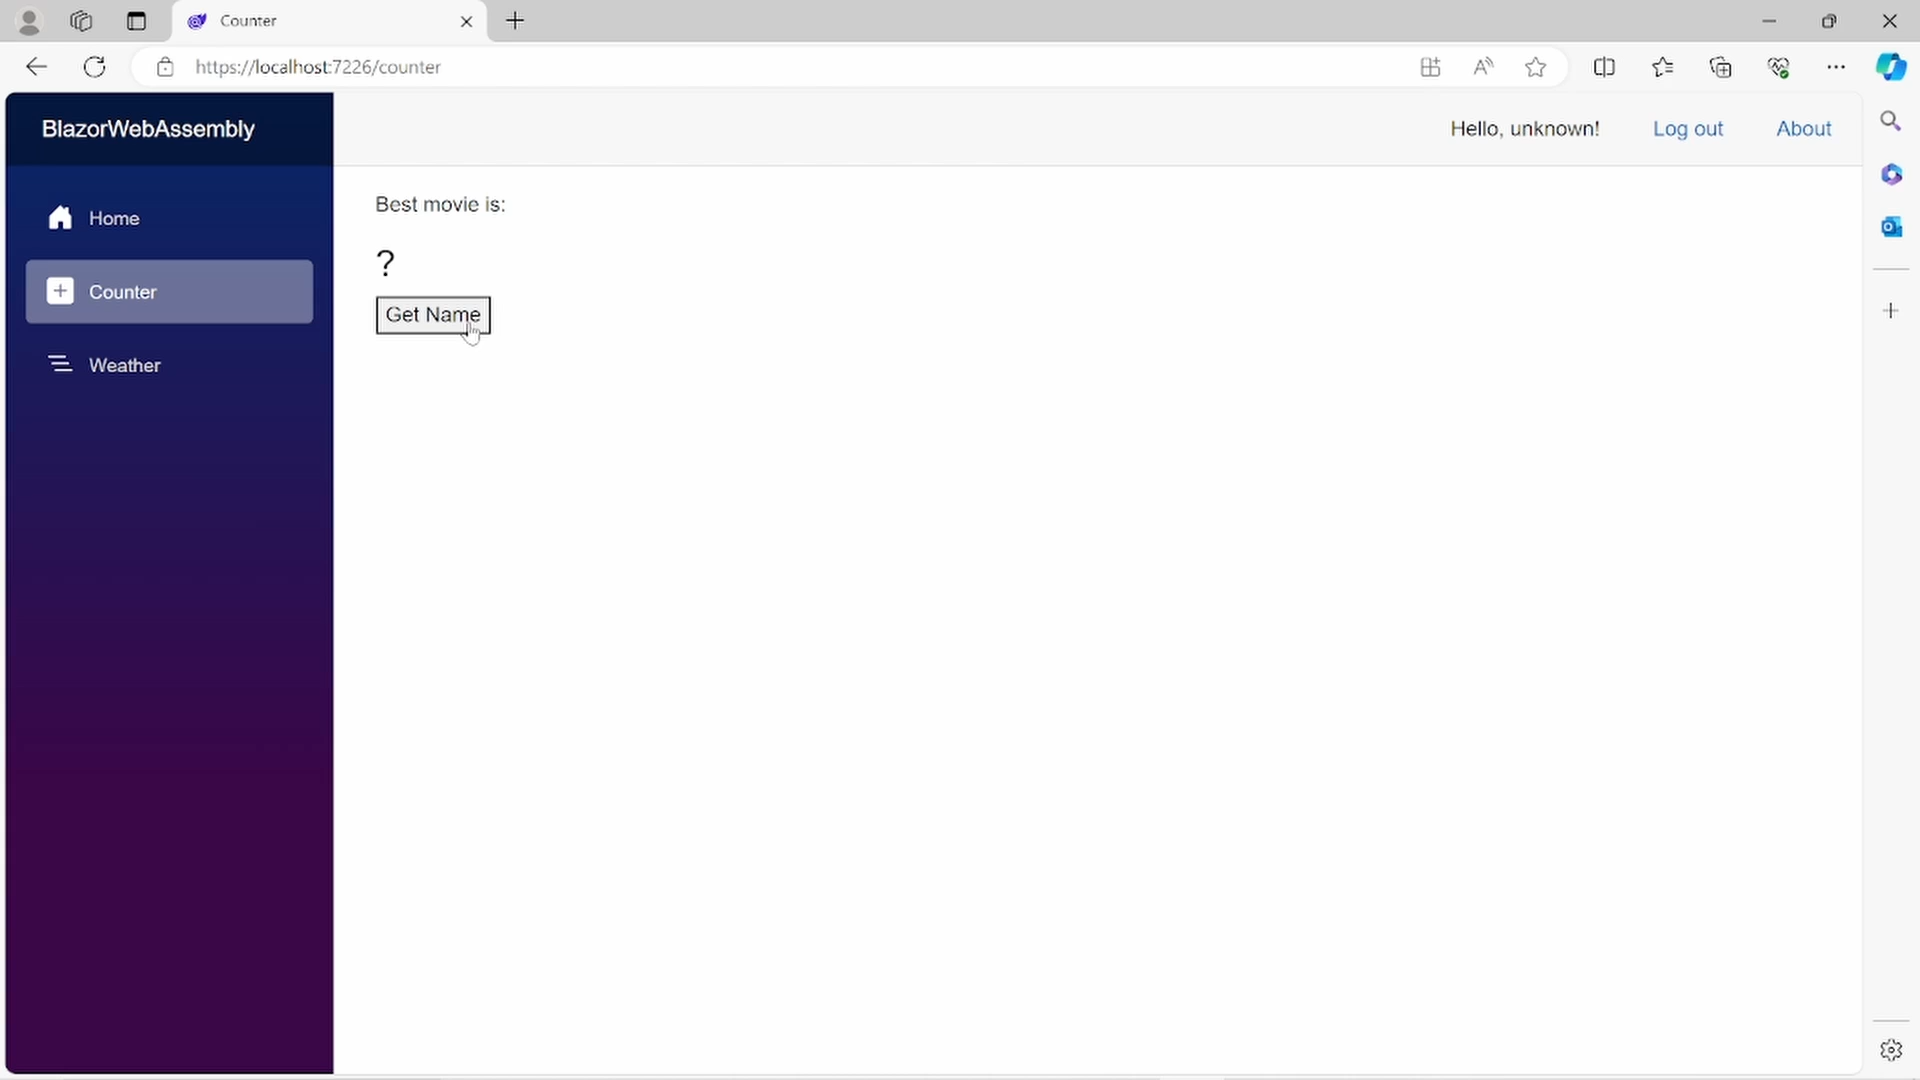 Counter
https://localhost:7226/counter
BlazorWebAssembly
Hello, unknown!
Log out
About
Home
Counter
Weather
Best movie is:
?
Get Name